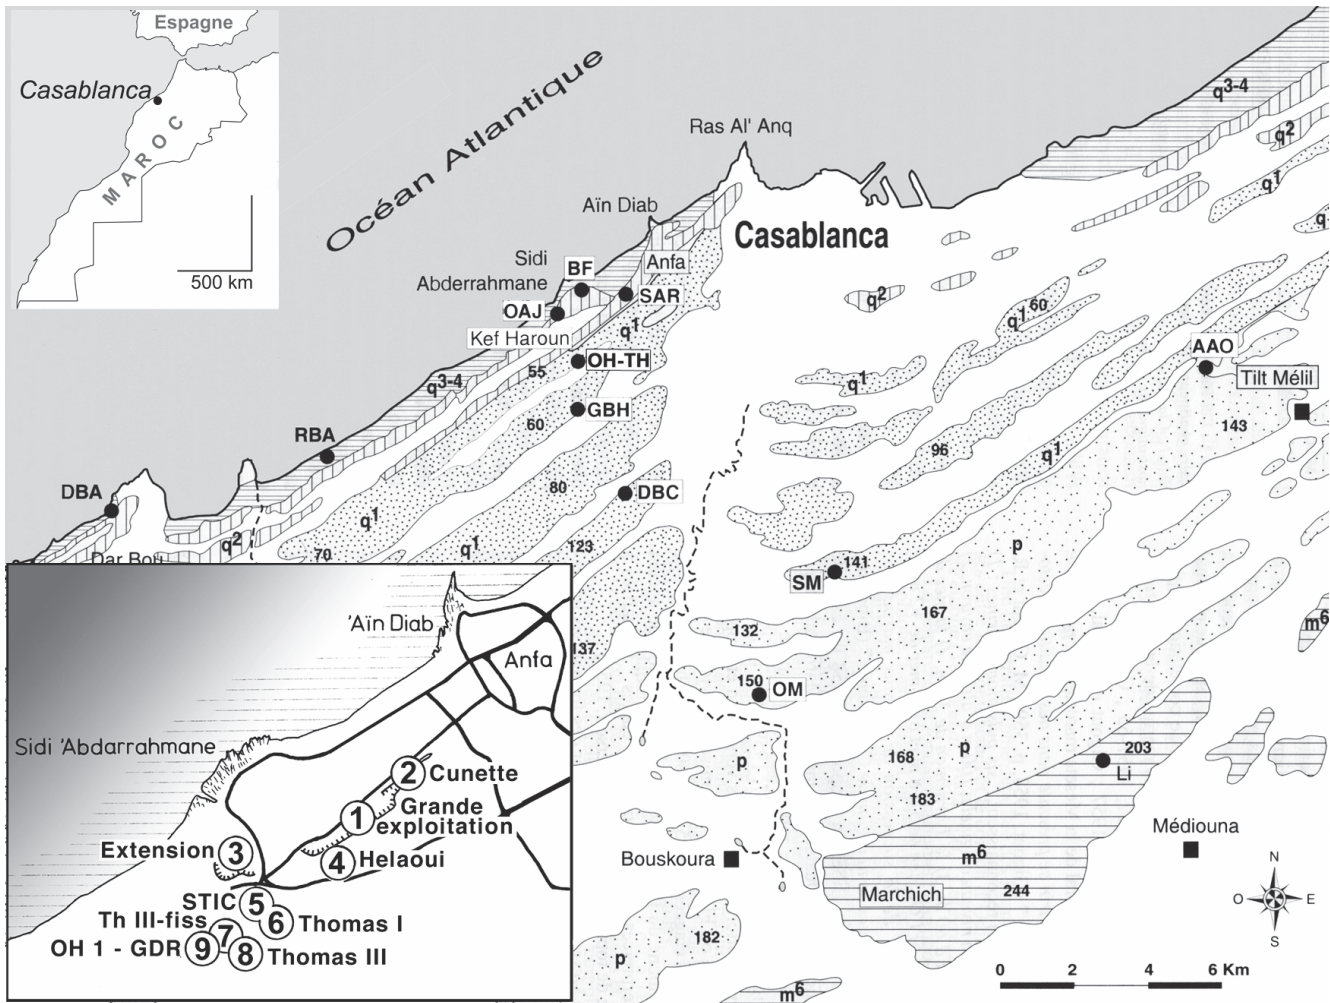 Espagne
Casablanca
MAROC
500 km
Océan Atlantique
Ras Al' Anq
Aïn Diab
Casablanca
Sidi
Abderrahmane
BF
Anfa
SAR
OAJ
Kef Haroun
q1
OH-TH
55
q3-4
GBH
60
RBA
DBA
80
DBC
q1
q2
70
q1
123
137
Dar Bou
q3-4
q2
q1
q
q2
60
q1
q1
AAO
Tilt Mélil
143
96
q1
p
141
SM
167
132
150
OM
m6
p
168
p
183
203
Li
Médiouna
Bouskoura
m6
Marchich
244
182
p
m6
N
O
E
S
0
2
4
6 Km
'Aïn Diab
Anfa
Sidi 'Abdarrahmane
2 Cunette
1 Grande
exploitation
Extension 3
4 Helaoui
STIC 5
Th III-fiss 7
6 Thomas I
OH 1 - GDR 9
8 Thomas III